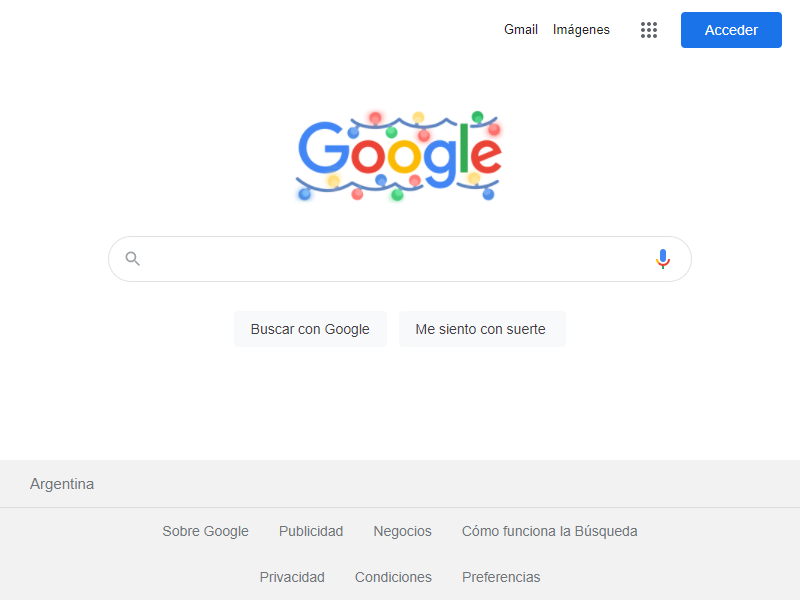 Gmail Imágenes Acceder
Google
Buscar con Google Me siento con suerte
Argentina
Sobre Google Publicidad Negocios Cómo funciona la Búsqueda
Privacidad Condiciones Preferencias